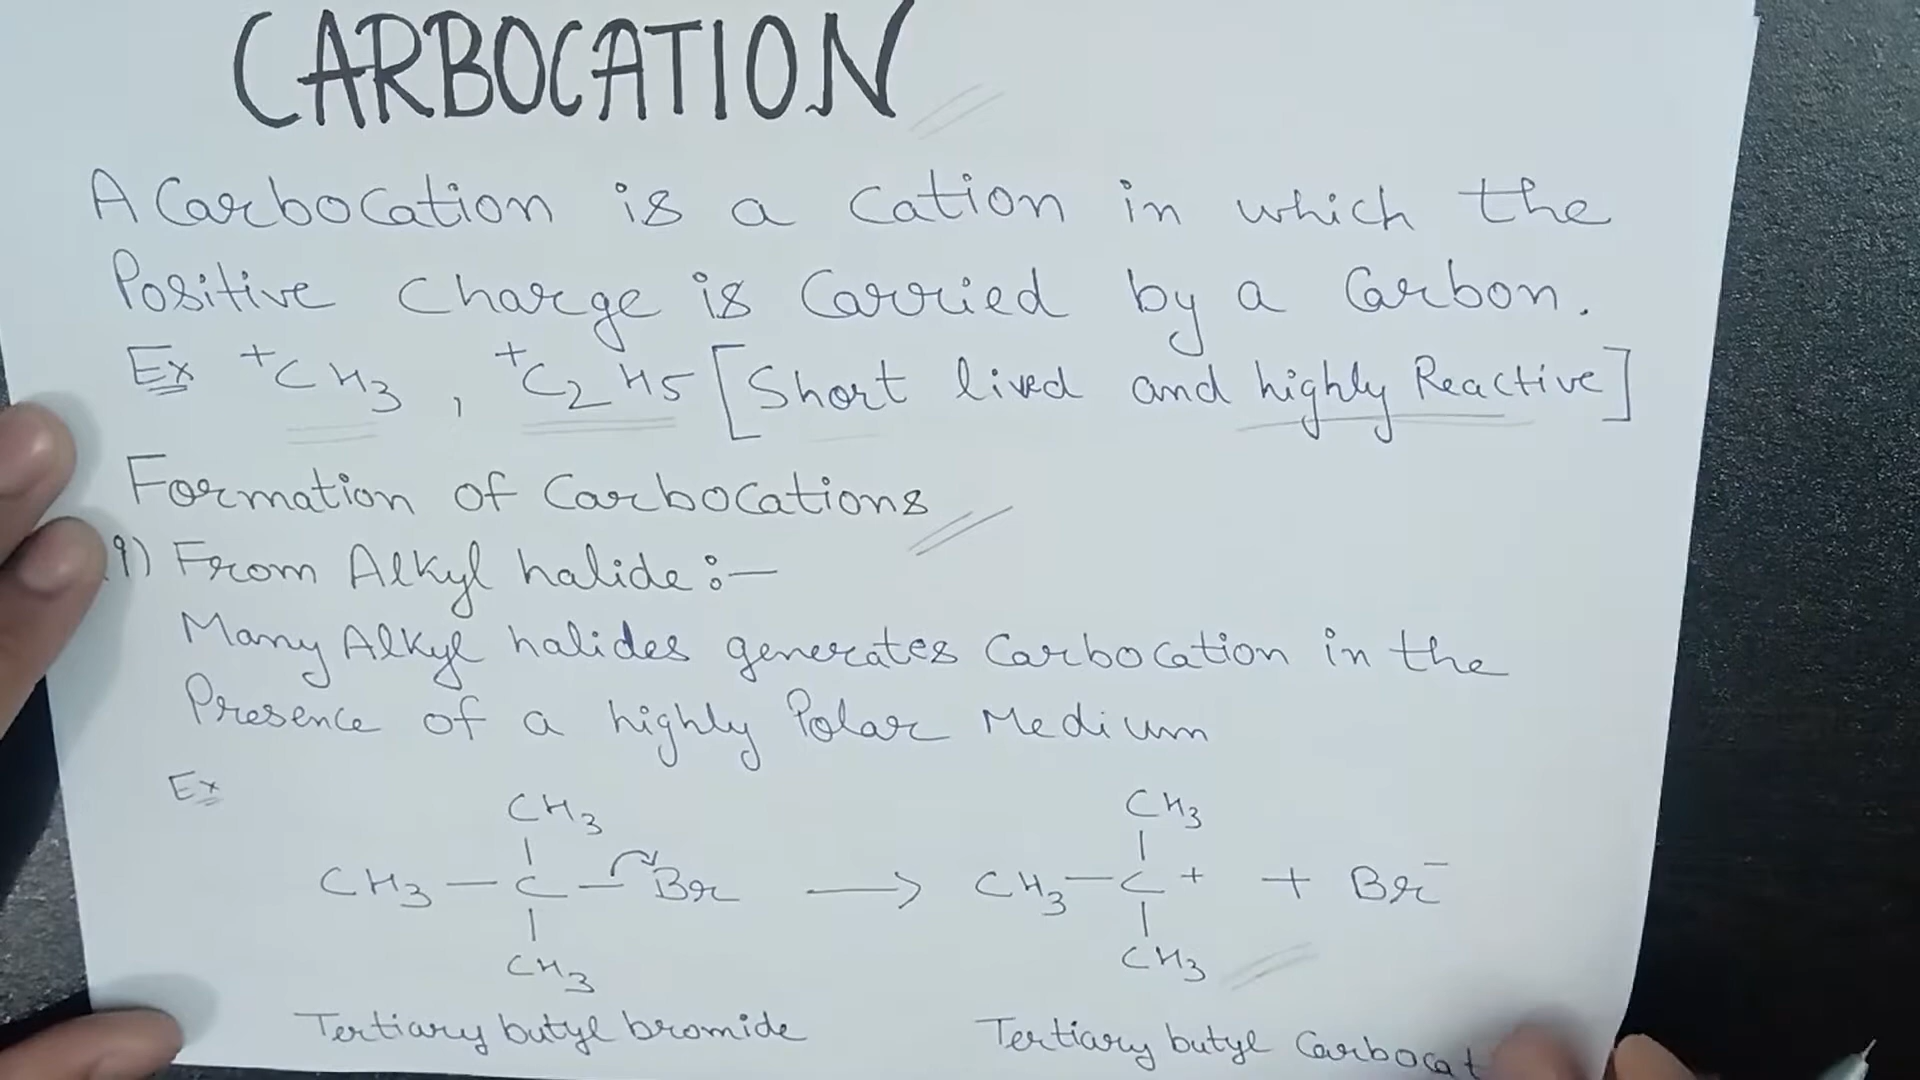 CARBOCATION
A Carbocation is a cation in which the
Positive charge is Carried by a Carbon.
Ex +CH3, +C2H5 [Short lived and highly Reactive]
Formation of Carbocations
1) From Alkyl halide :—
Many Alkyl halides generates Carbocation in the
Presence of a highly Polar Medium
Ex
CH3 CH3
CH3 — C — Br → CH3 — C + + Br⁻
CH3 CH3
Tertiary butyl bromide Tertiary butyl Carbocat